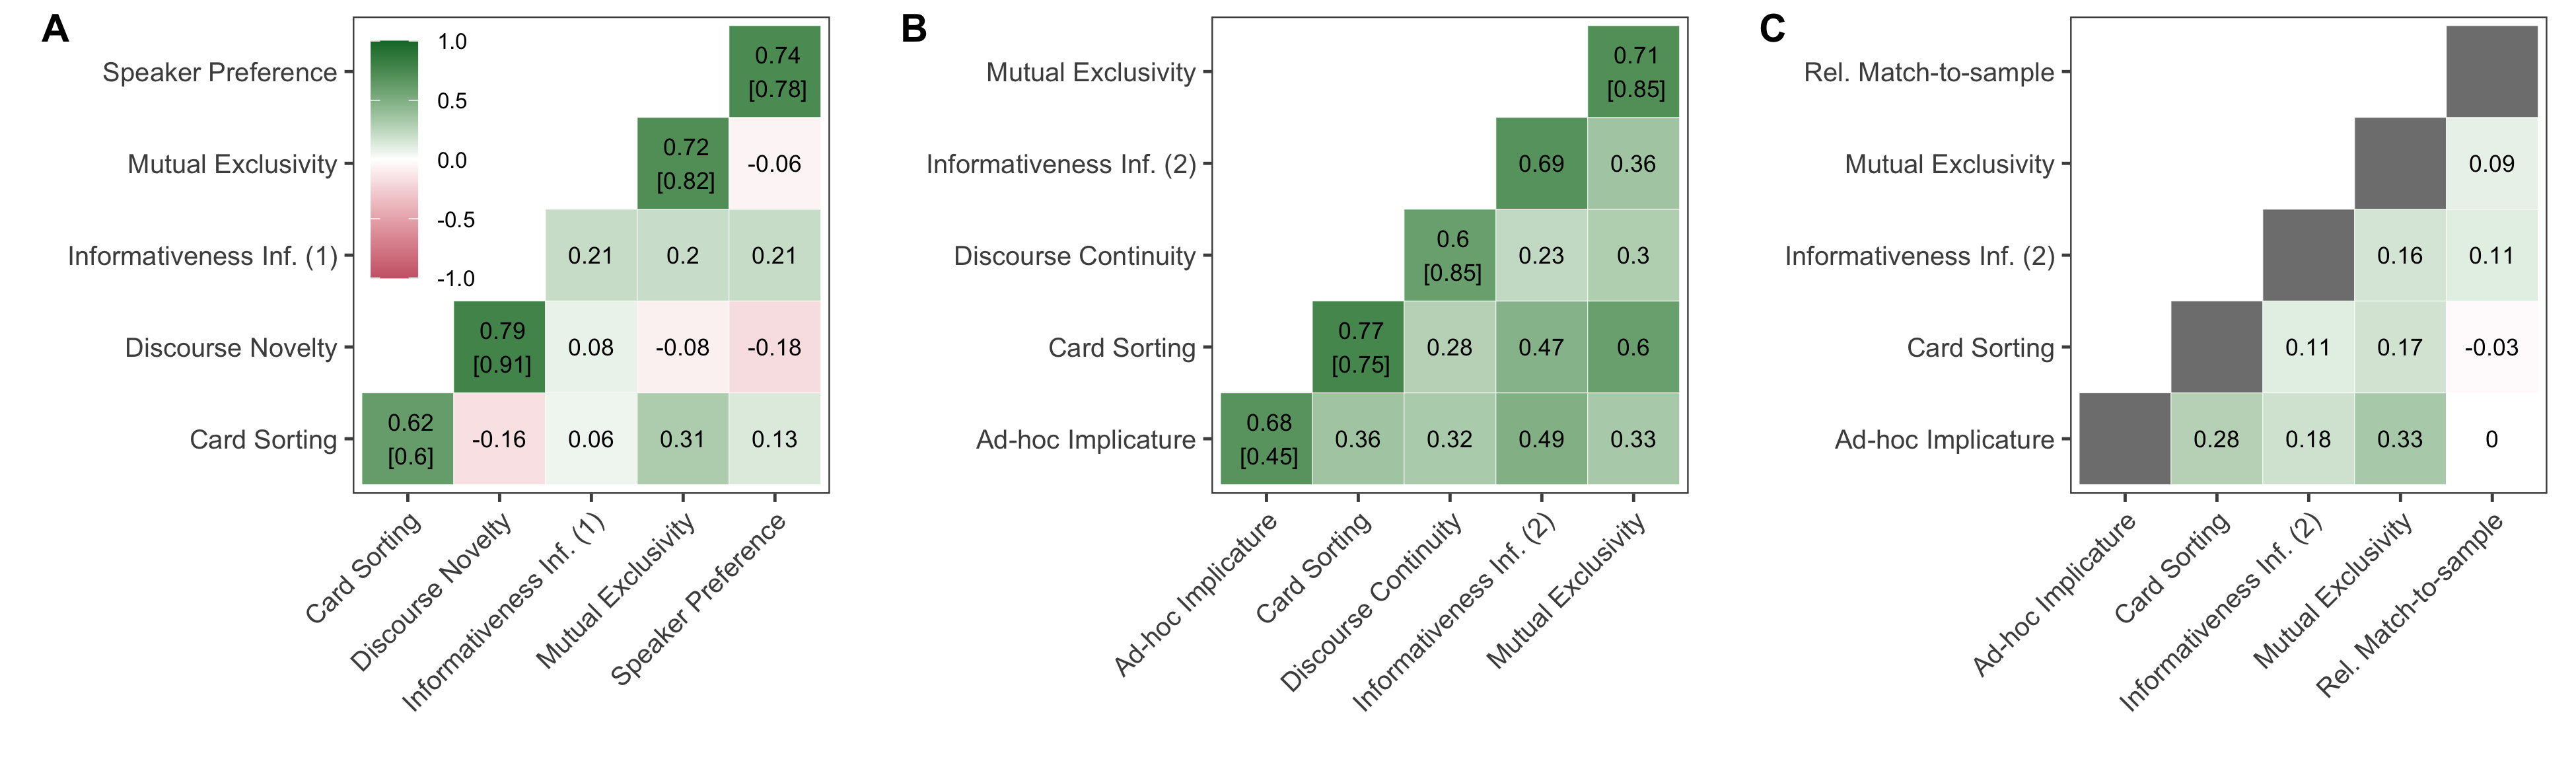 A
1.0
0.5
0.0
-0.5
-1.0
Speaker Preference
Mutual Exclusivity
Informativeness Inf. (1)
Discourse Novelty
Card Sorting
0.74
[0.78]
0.72
[0.82]
-0.06
0.21
0.2
0.21
0.79
[0.91]
0.08
-0.08
-0.18
0.62
[0.6]
-0.16
0.06
0.31
0.13
Card Sorting
Discourse Novelty
Informativeness Inf. (1)
Mutual Exclusivity
Speaker Preference
B
Mutual Exclusivity
Informativeness Inf. (2)
Discourse Continuity
Card Sorting
Ad-hoc Implicature
0.71
[0.85]
0.69
0.36
0.6
[0.85]
0.23
0.3
0.77
[0.75]
0.28
0.47
0.6
0.68
[0.45]
0.36
0.32
0.49
0.33
Ad-hoc Implicature
Card Sorting
Discourse Continuity
Informativeness Inf. (2)
Mutual Exclusivity
C
Rel. Match-to-sample
Mutual Exclusivity
Informativeness Inf. (2)
Card Sorting
Ad-hoc Implicature
0.09
0.16
0.11
0.11
0.17
-0.03
0.28
0.18
0.33
0
Ad-hoc Implicature
Card Sorting
Informativeness Inf. (2)
Mutual Exclusivity
Rel. Match-to-sample